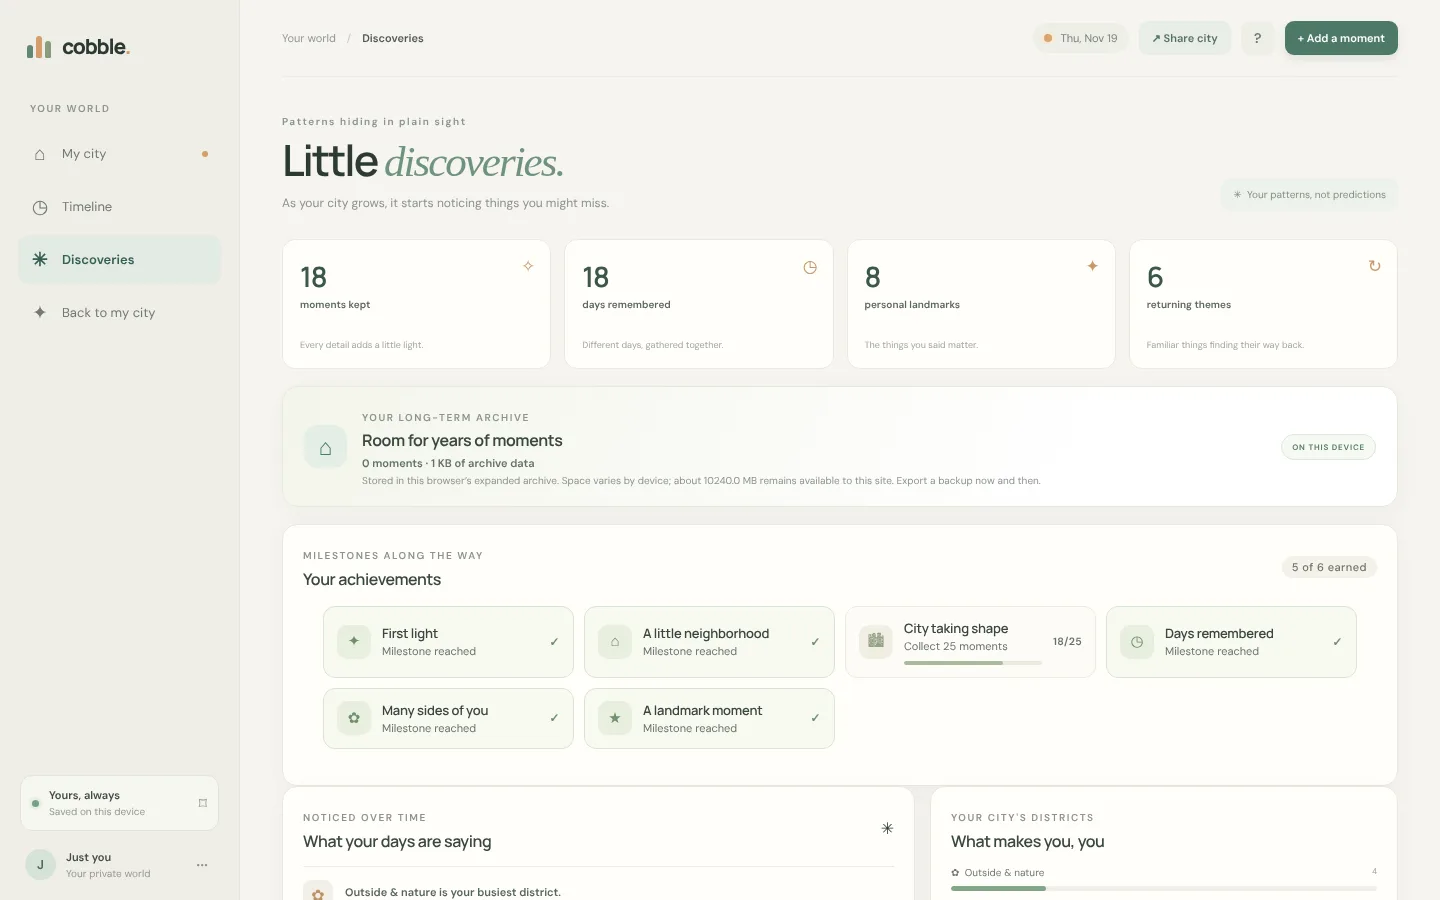 cobble.
YOUR WORLD
My city
Timeline
Discoveries
Back to my city
Yours, always
Saved on this device
J
Just you
Your private world
Your world / Discoveries
Thu, Nov 19
↗ Share city
?
+ Add a moment
Patterns hiding in plain sight
Little discoveries.
As your city grows, it starts noticing things you might miss.
Your patterns, not predictions
18
moments kept
Every detail adds a little light.
18
days remembered
Different days, gathered together.
8
personal landmarks
The things you said matter.
6
returning themes
Familiar things finding their way back.
YOUR LONG-TERM ARCHIVE
Room for years of moments
0 moments · 1 KB of archive data
Stored in this browser's expanded archive. Space varies by device; about 10240.0 MB remains available to this site. Export a backup now and then.
ON THIS DEVICE
MILESTONES ALONG THE WAY
Your achievements
5 of 6 earned
First light
Milestone reached
✓
A little neighborhood
Milestone reached
✓
City taking shape
Collect 25 moments
18/25
Days remembered
Milestone reached
✓
Many sides of you
Milestone reached
✓
A landmark moment
Milestone reached
✓
NOTICED OVER TIME
What your days are saying
Outside & nature is your busiest district.
YOUR CITY'S DISTRICTS
What makes you, you
Outside & nature
4